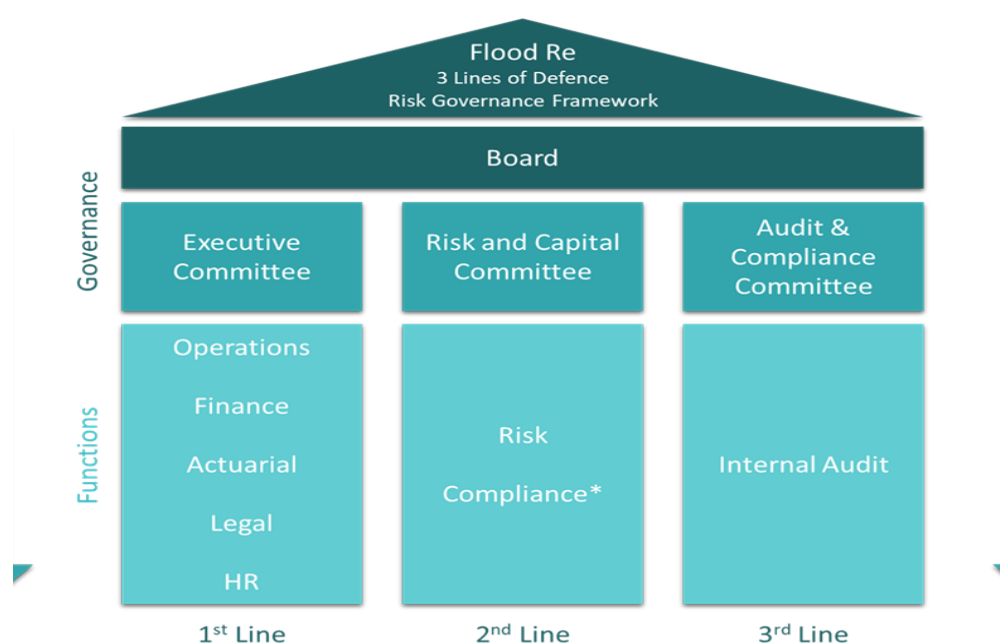 Flood Re
3 Lines of Defence
Risk Governance Framework
Board
Governance
Executive
Committee
Risk and Capital
Committee
Audit &
Compliance
Committee
Functions
Operations
Finance
Actuarial
Legal
HR
Risk
Compliance*
Internal Audit
1st Line
2nd Line
3rd Line